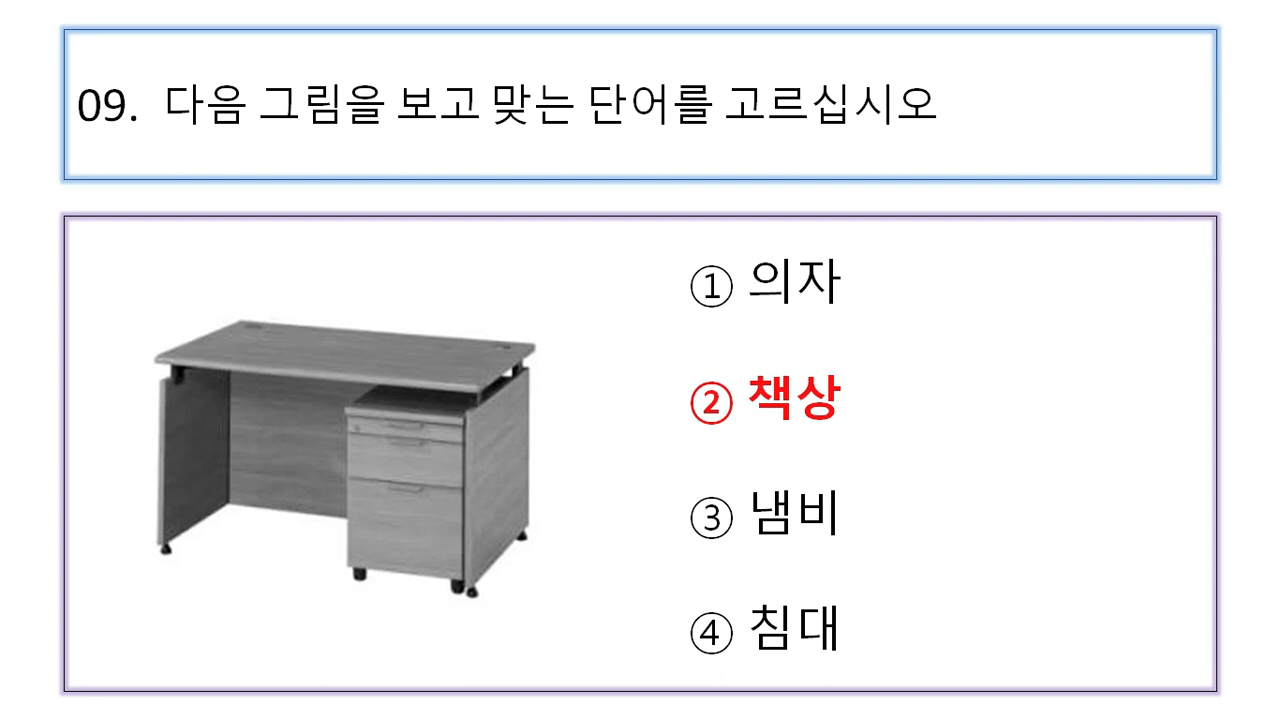 09. 다음 그림을 보고 맞는 단어를 고르십시오
① 의자
② 책상
③ 냄비
④ 침대